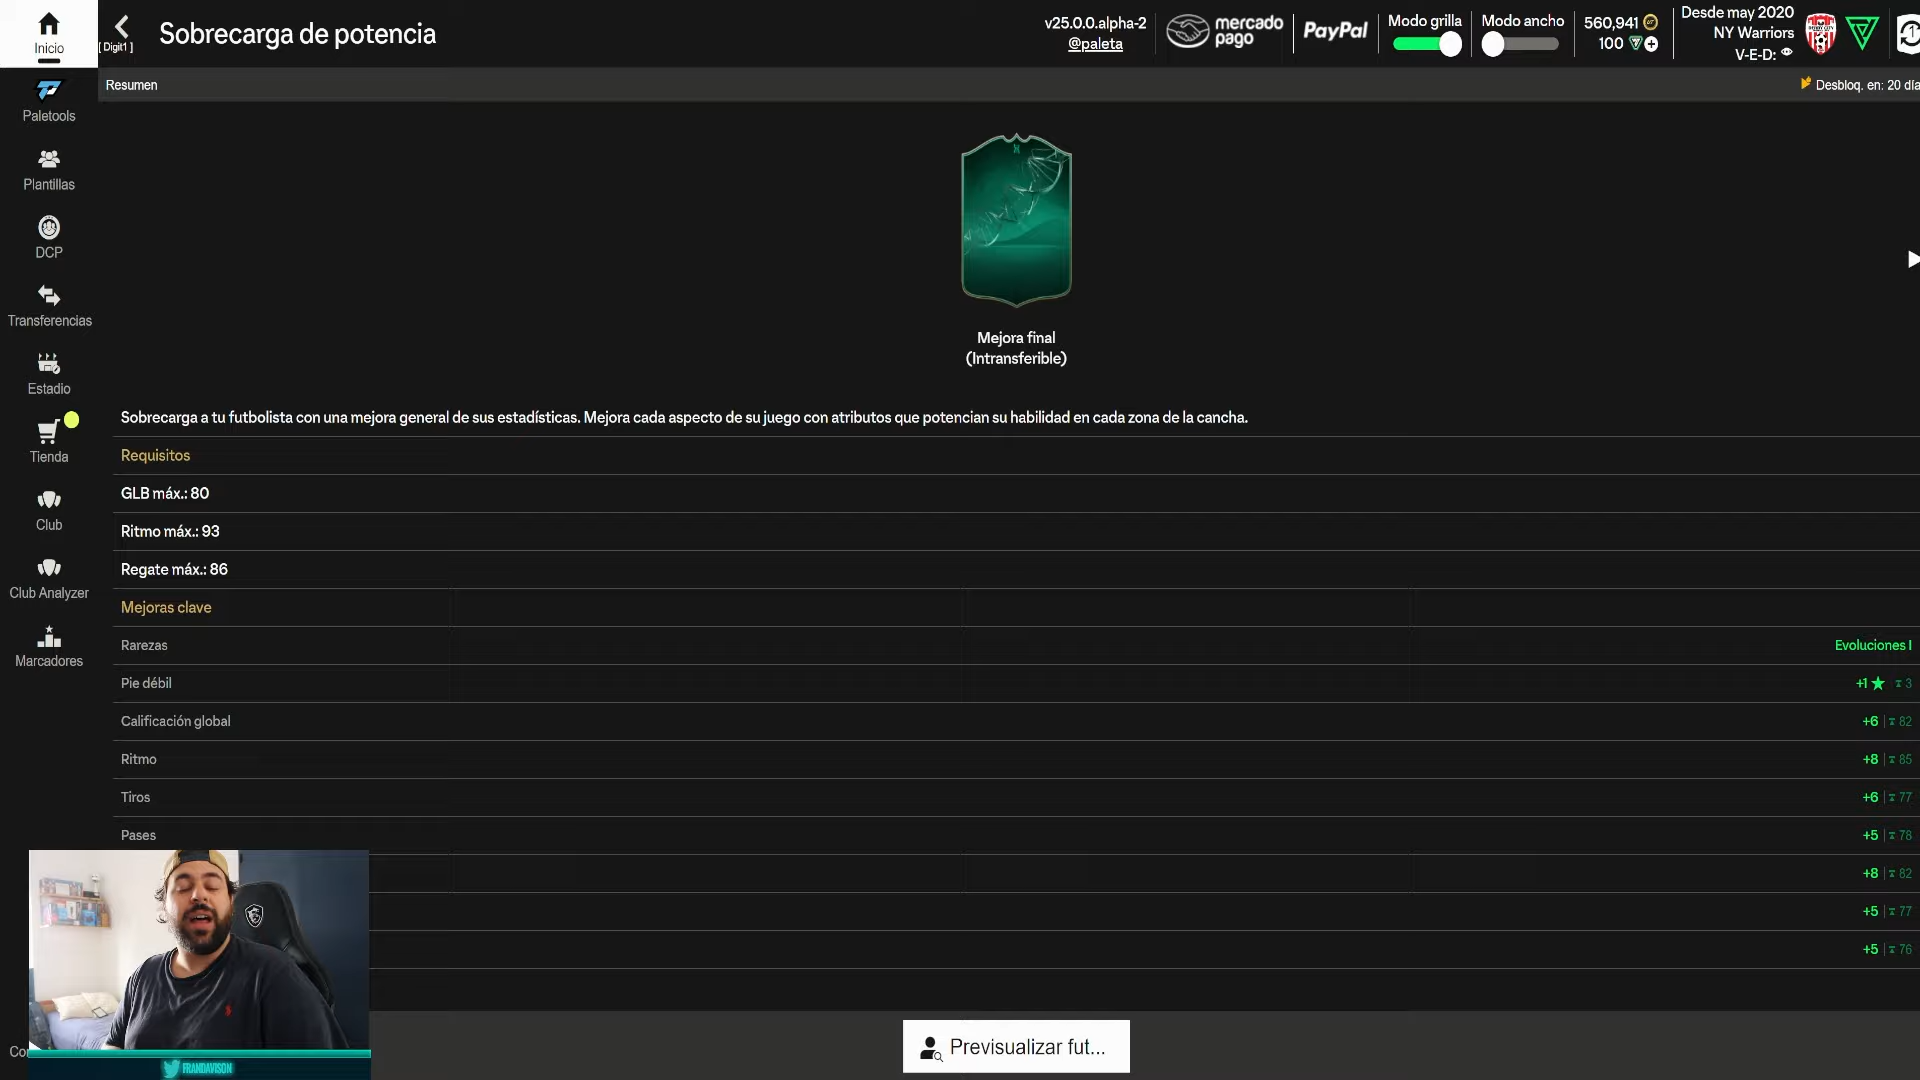 Inicio
[ Digit1 ]
Sobrecarga de potencia
v25.0.0.alpha-2
@paleta
mercado
pago
PayPal
Modo grilla
Modo ancho
560,941
100
Desde may 2020
NY Warriors
V-E-D:
1
Resumen
Desbloq. en: 20 día
Paletools
Plantillas
DCP
Transferencias
Estadio
Tienda
Club
Club Analyzer
Marcadores
Mejora final
(Intransferible)
Sobrecarga a tu futbolista con una mejora general de sus estadísticas. Mejora cada aspecto de su juego con atributos que potencian su habilidad en cada zona de la cancha.
Requisitos
GLB máx.: 80
Ritmo máx.: 93
Regate máx.: 86
Mejoras clave
Rarezas Evoluciones I
Pie débil +1 3
Calificación global +6 82
Ritmo +8 85
Tiros +6 77
Pases +5 78
+8 82
+5 77
+5 76
Previsualizar fut...
Co
FRANDAVISON